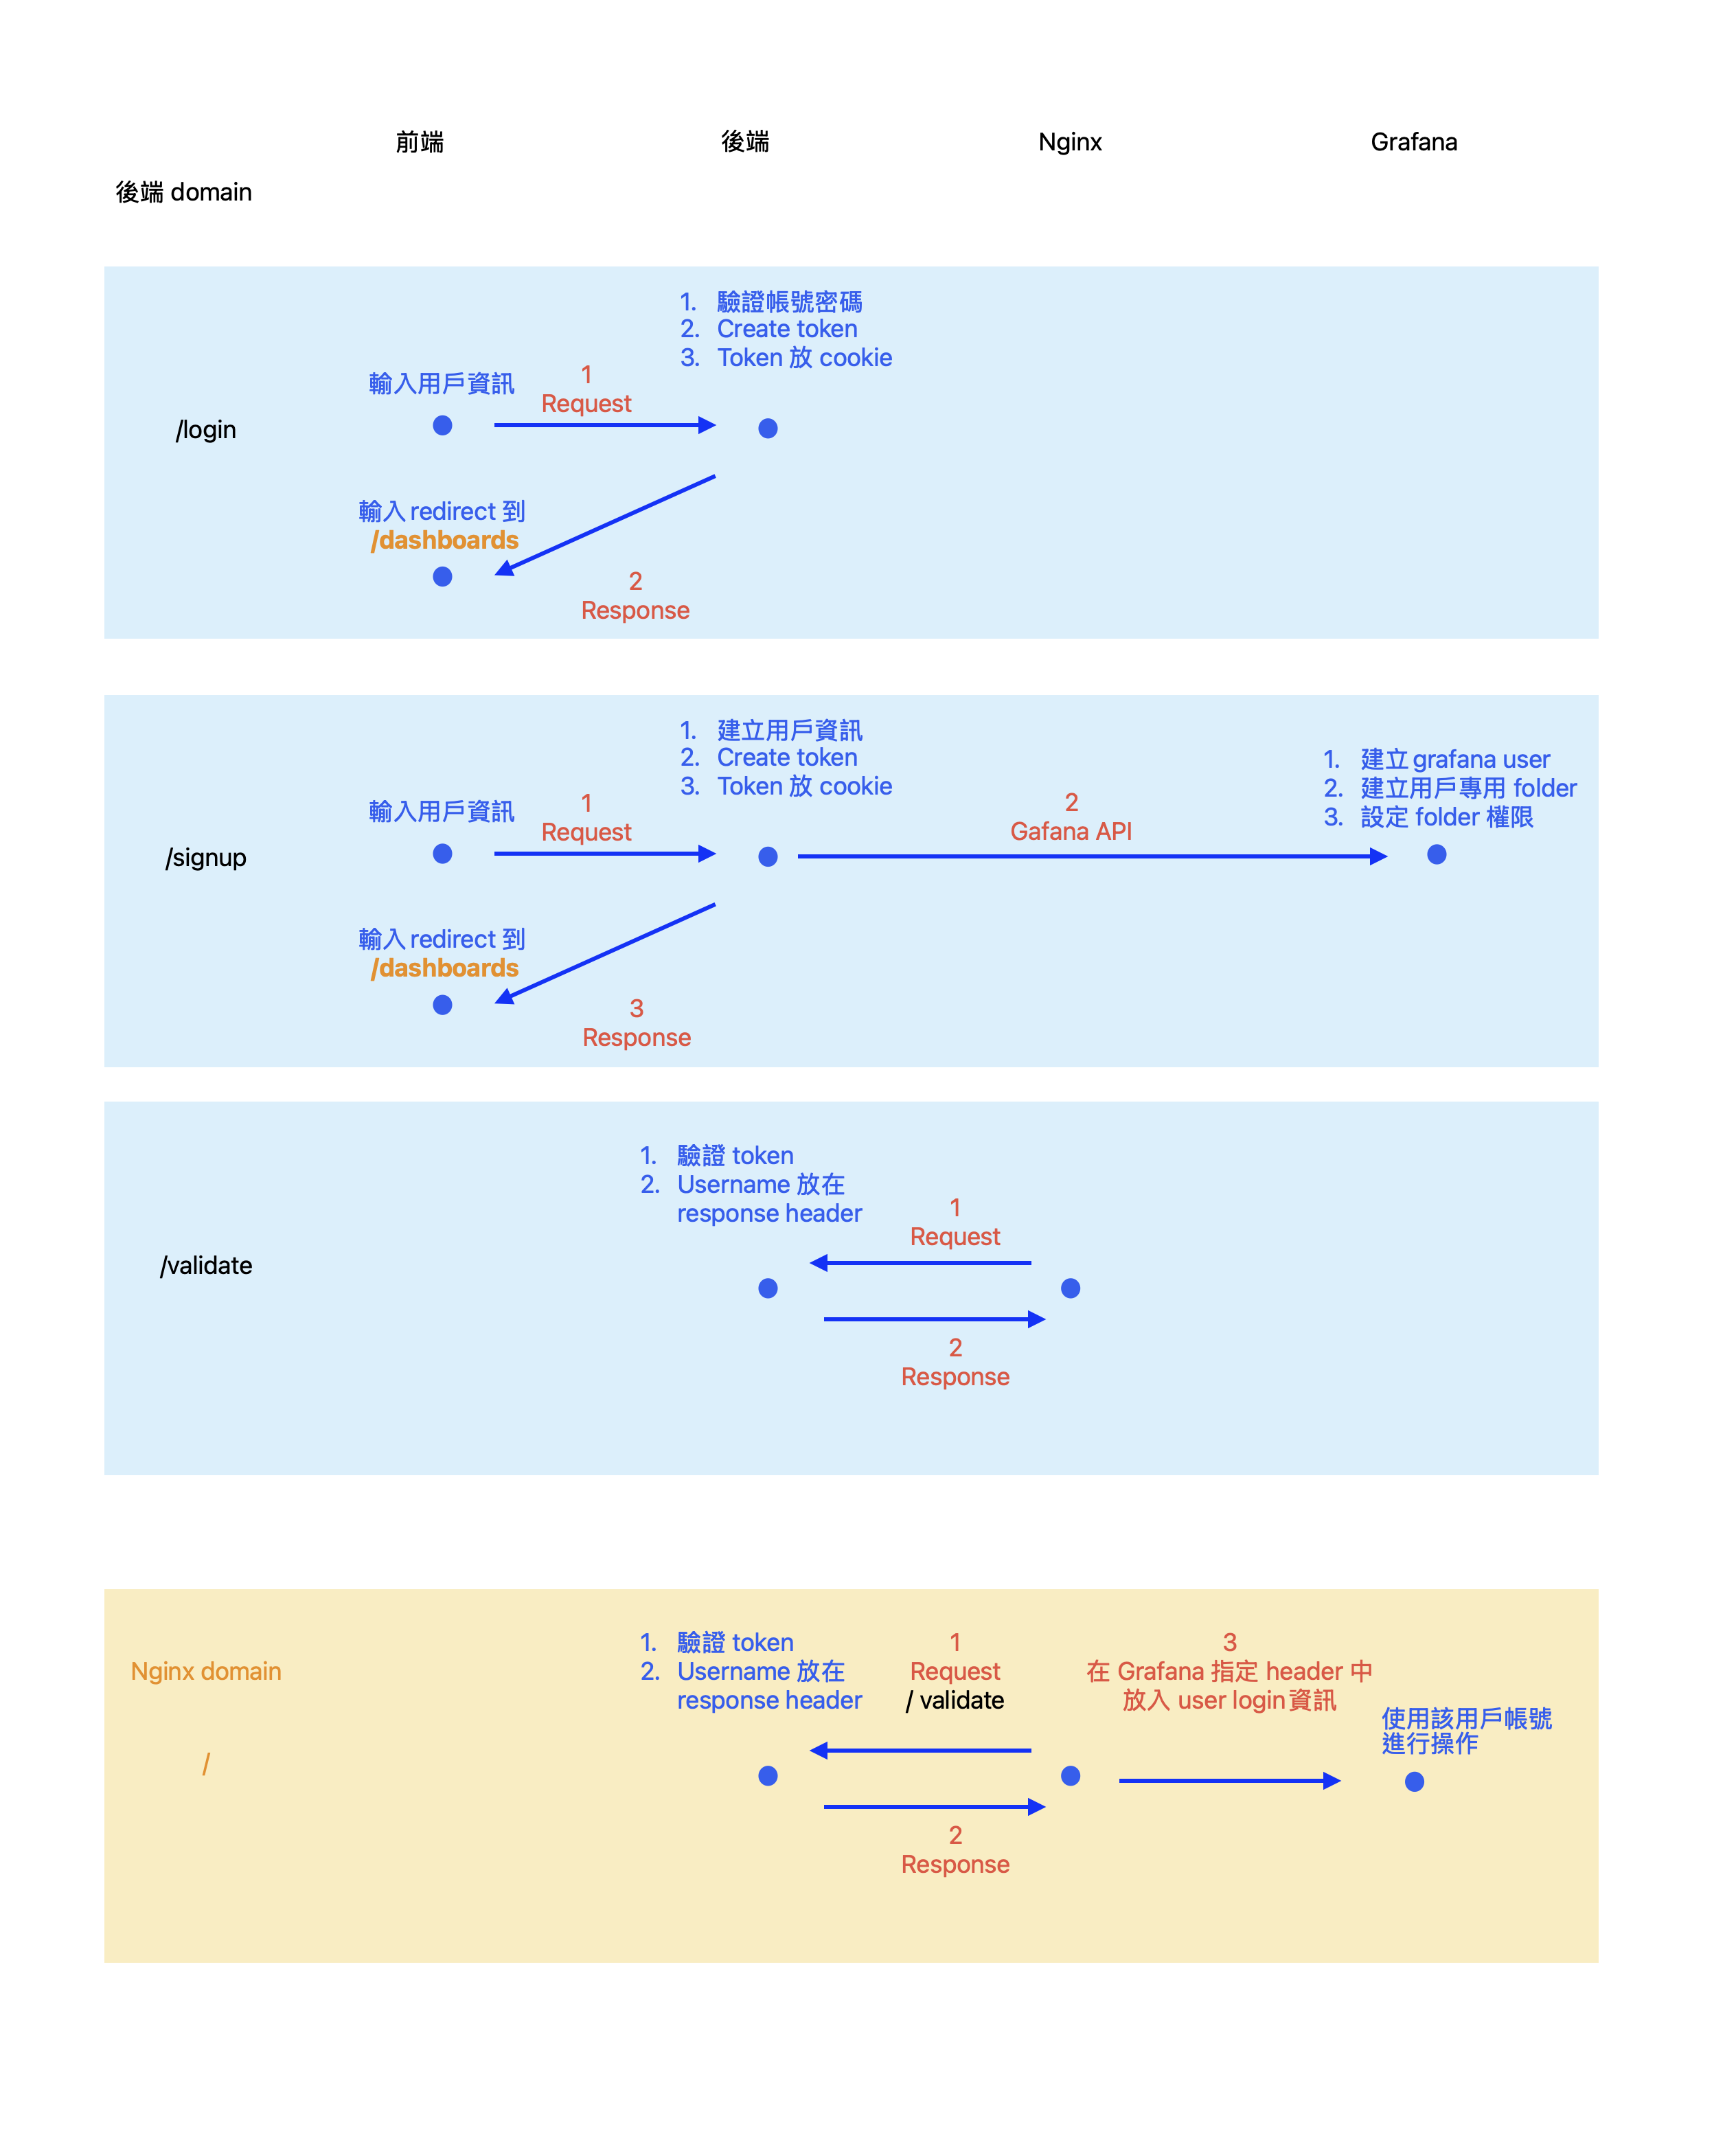 前端
後端
Nginx
Grafana
後端 domain
1. 驗證帳號密碼
2. Create token
3. Token 放 cookie
輸入用戶資訊
1
Request
/login
輸入 redirect 到
/dashboards
2
Response
1. 建立用戶資訊
2. Create token
3. Token 放 cookie
1. 建立 grafana user
2. 建立用戶專用 folder
3. 設定 folder 權限
輸入用戶資訊
1
Request
2
Gafana API
/signup
輸入 redirect 到
/dashboards
3
Response
1. 驗證 token
2. Username 放在
response header
1
Request
/validate
2
Response
Nginx domain
1. 驗證 token
2. Username 放在
response header
1
Request
/ validate
3
在 Grafana 指定 header 中
放入 user login 資訊
使用該用戶帳號
進行操作
/
2
Response